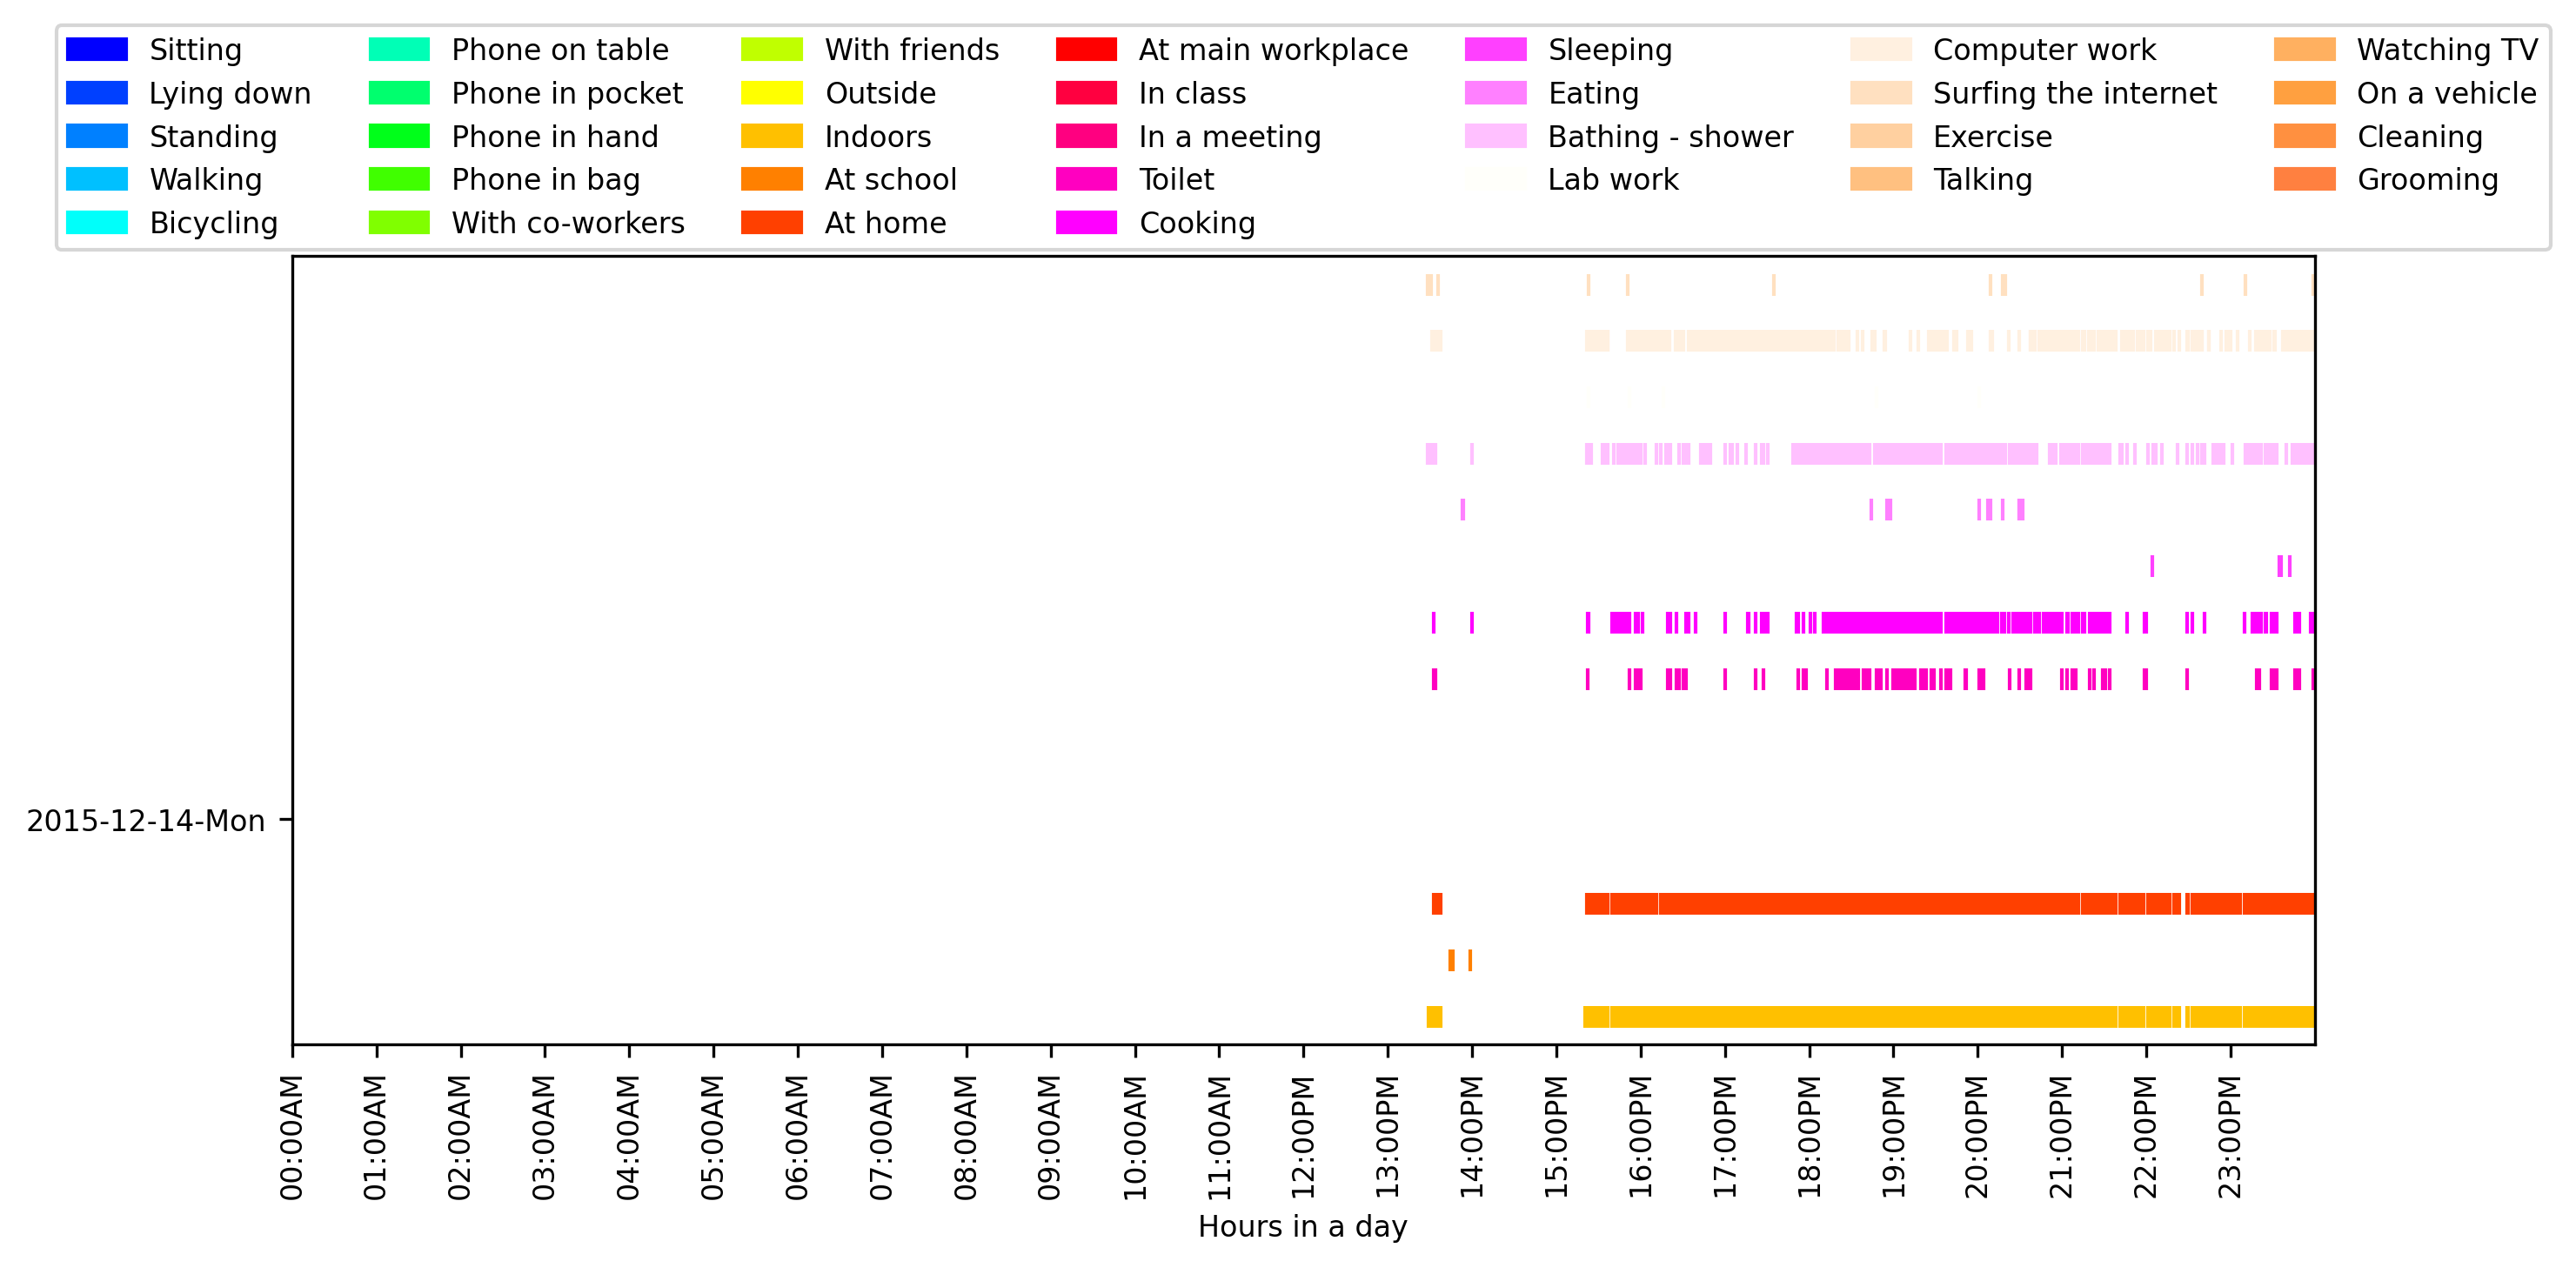 Sitting
Lying down
Standing
Walking
Bicycling
Phone on table
Phone in pocket
Phone in hand
Phone in bag
With co-workers
With friends
Outside
Indoors
At school
At home
At main workplace
In class
In a meeting
Toilet
Cooking
Sleeping
Eating
Bathing - shower
Lab work
Computer work
Surfing the internet
Exercise
Talking
Watching TV
On a vehicle
Cleaning
Grooming
2015-12-14-Mon
00:00AM
01:00AM
02:00AM
03:00AM
04:00AM
05:00AM
06:00AM
07:00AM
08:00AM
09:00AM
10:00AM
11:00AM
12:00PM
13:00PM
14:00PM
15:00PM
16:00PM
17:00PM
18:00PM
19:00PM
20:00PM
21:00PM
22:00PM
23:00PM
Hours in a day